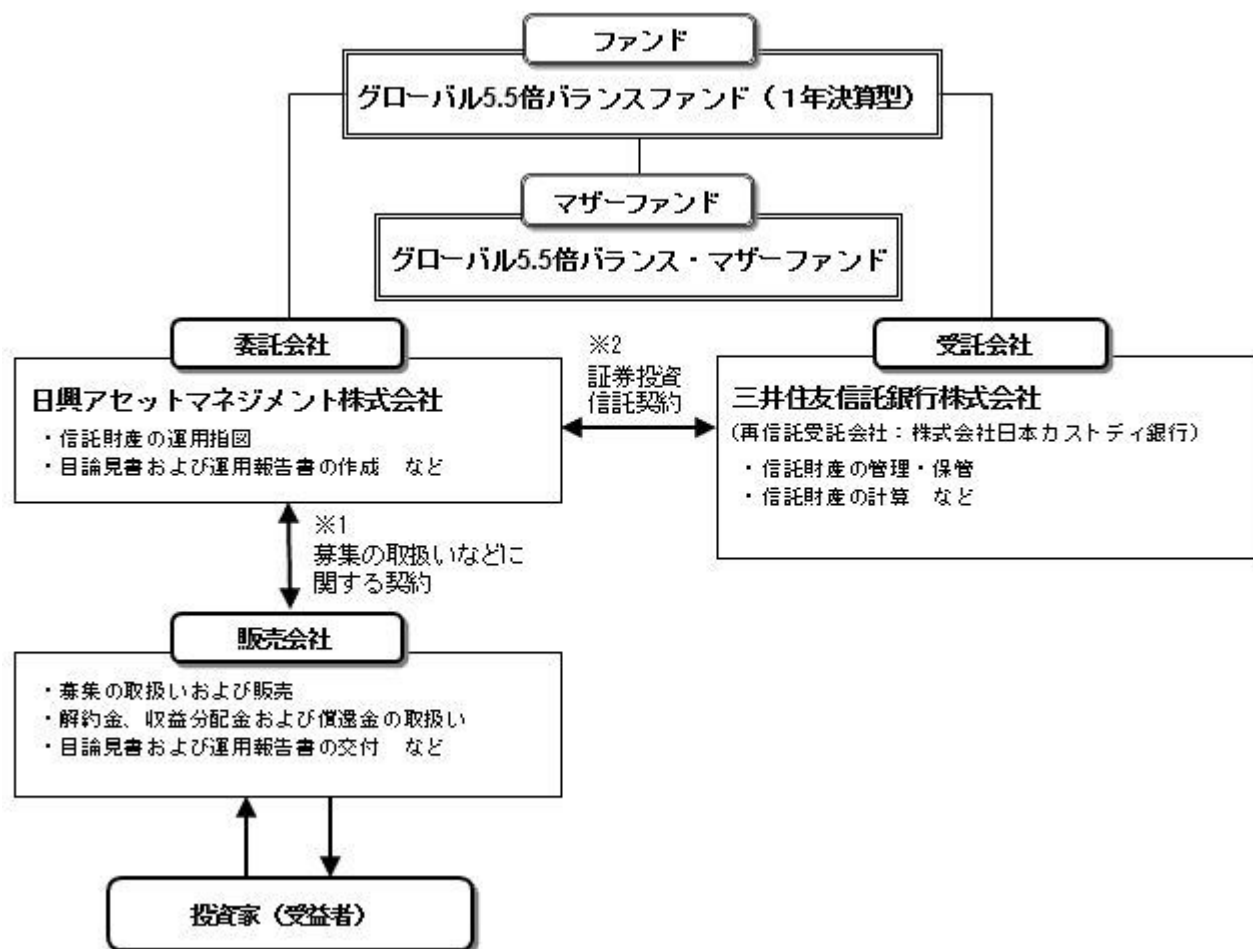 ファンド
グローバル5.5倍バランスファンド（１年決算型）
マザーファンド
グローバル5.5倍バランス・マザーファンド
委託会社
日興アセットマネジメント株式会社
・信託財産の運用指図
・目論見書および運用報告書の作成　など
※2
証券投資
信託契約
受託会社
三井住友信託銀行株式会社
(再信託受託会社：株式会社日本カストディ銀行)
・信託財産の管理・保管
・信託財産の計算　など
※1
募集の取扱いなどに
関する契約
販売会社
・募集の取扱いおよび販売
・解約金、収益分配金および償還金の取扱い
・目論見書および運用報告書の交付　など
投資家（受益者）